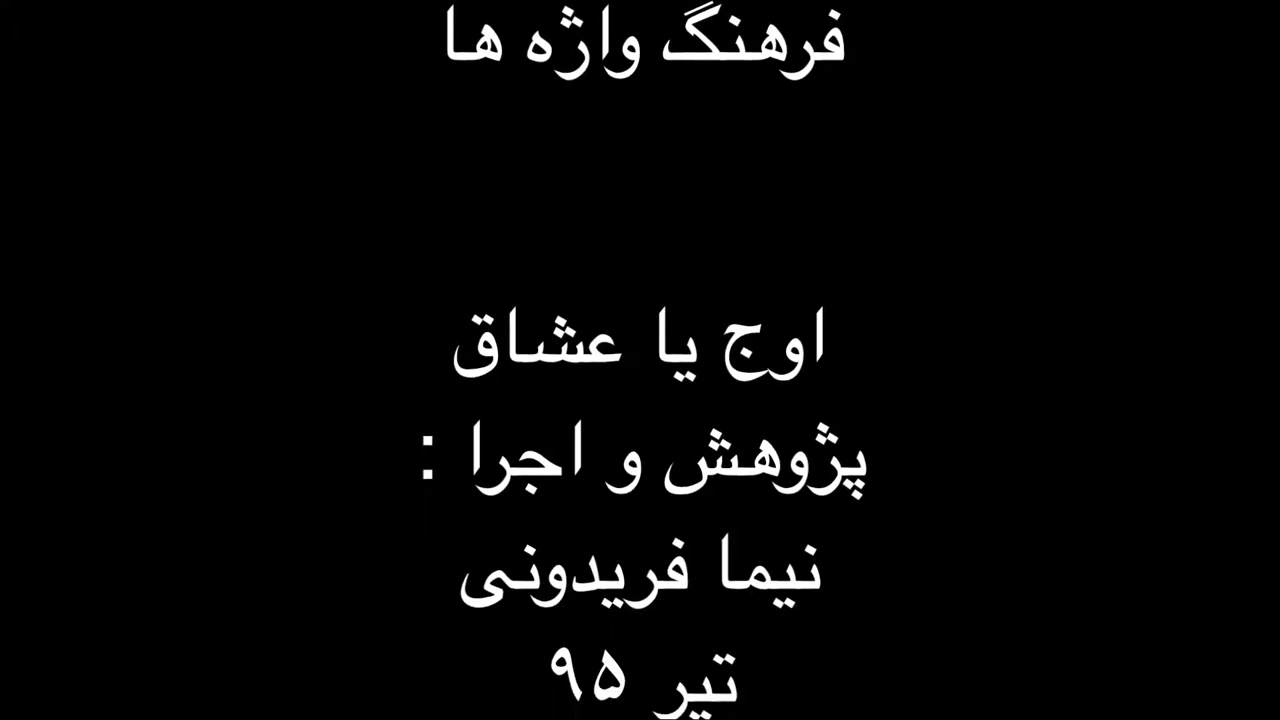 فرهنگ واژه ها
اوج یا عشاق
پژوهش و اجرا :
نیما فریدونی
تیر ۹۵